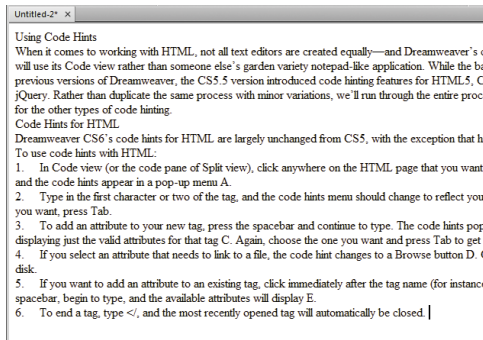 Untitled-2* ×
Using Code Hints
When it comes to working with HTML, not all text editors are created equally—and Dreamweaver's
will use its Code view rather than someone else's garden variety notepad-like application. While the
previous versions of Dreamweaver, the CS5.5 version introduced code hinting features for HTML5,
jQuery. Rather than duplicate the same process with minor variations, we'll run through the entire
for the other types of code hinting.
Code Hints for HTML
Dreamweaver CS6's code hints for HTML are largely unchanged from CS5, with the exception that
To use code hints with HTML:
1. In Code view (or the code pane of Split view), click anywhere on the HTML page that you want
and the code hints appear in a pop-up menu A.
2. Type in the first character or two of the tag, and the code hints menu should change to reflect
you want, press Tab.
3. To add an attribute to your new tag, press the spacebar and continue to type. The code hints
displaying just the valid attributes for that tag C. Again, choose the one you want and press Tab to get
4. If you select an attribute that needs to link to a file, the code hint changes to a Browse button D.
disk.
5. If you want to add an attribute to an existing tag, click immediately after the tag name (for
spacebar, begin to type, and the available attributes will display E.
6. To end a tag, type </, and the most recently opened tag will automatically be closed.